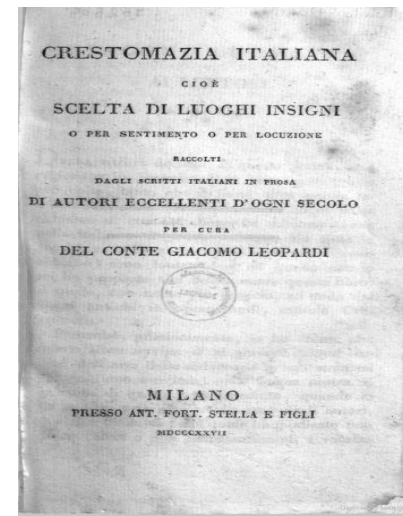 CRESTOMAZIA ITALIANA
CIOÈ
SCELTA DI LUOGHI INSIGNI
O PER SENTIMENTO O PER LOCUZIONE
RACCOLTI
DAGLI SCRITTI ITALIANI IN PROSA
DI AUTORI ECCELLENTI D'OGNI SECOLO
PER CURA
DEL CONTE GIACOMO LEOPARDI
MILANO
PRESSO ANT. FORT. STELLA E FIGLI
MDCCCXXVII